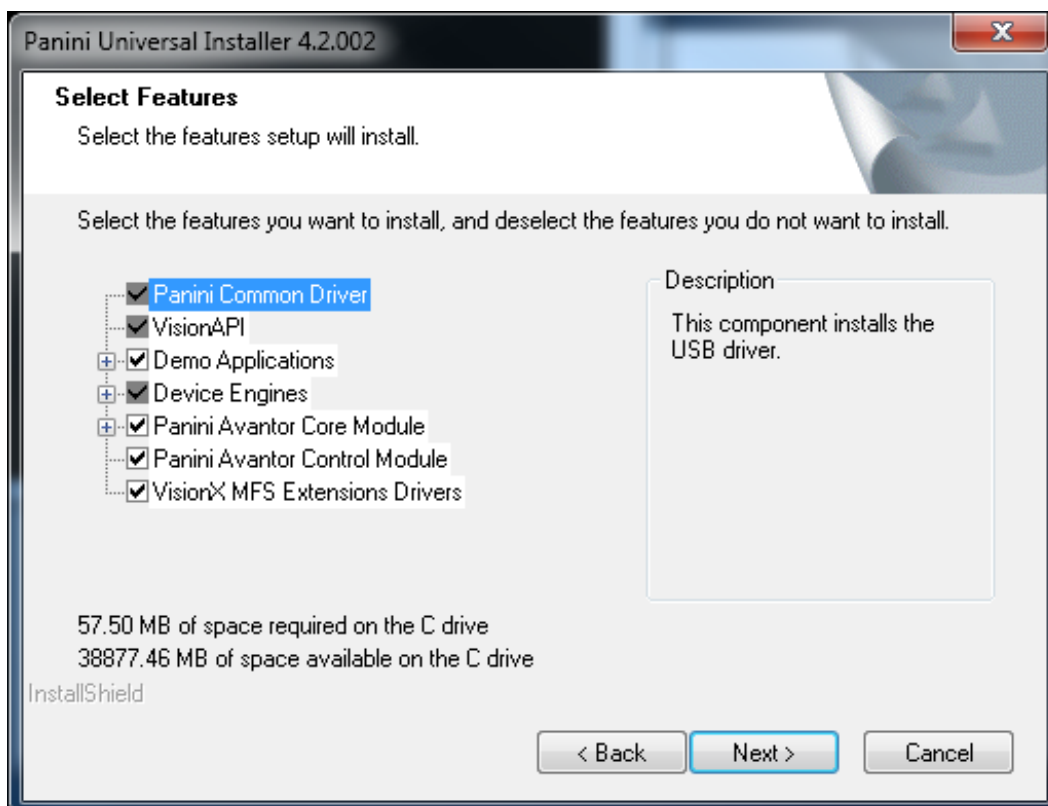 Panini Universal Installer 4.2.002
Select Features
Select the features setup will install.
Select the features you want to install, and deselect the features you do not want to install.
Panini Common Driver
VisionAPI
Demo Applications
Device Engines
Panini Avantor Core Module
Panini Avantor Control Module
VisionX MFS Extensions Drivers
Description
This component installs the
USB driver.
57.50 MB of space required on the C drive
38877.46 MB of space available on the C drive
InstallShield
< Back
Next >
Cancel